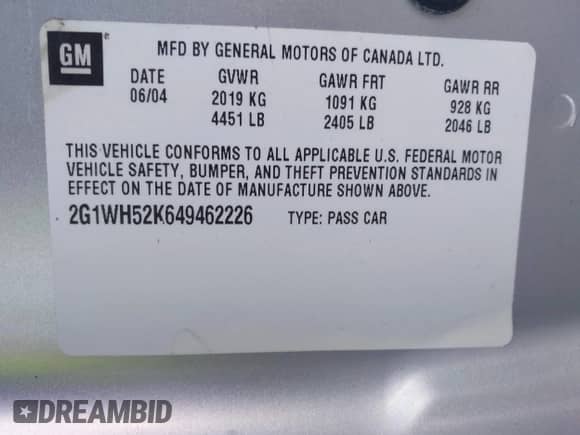 GM
MFD BY GENERAL MOTORS OF CANADA LTD.
DATE GVWR GAWR FRT GAWR RR
06/04 2019 KG 1091 KG 928 KG
4451 LB 2405 LB 2046 LB
THIS VEHICLE CONFORMS TO ALL APPLICABLE U.S. FEDERAL MOTOR
VEHICLE SAFETY, BUMPER, AND THEFT PREVENTION STANDARDS IN
EFFECT ON THE DATE OF MANUFACTURE SHOWN ABOVE.
2G1WH52K649462226 TYPE: PASS CAR
DREAMBID